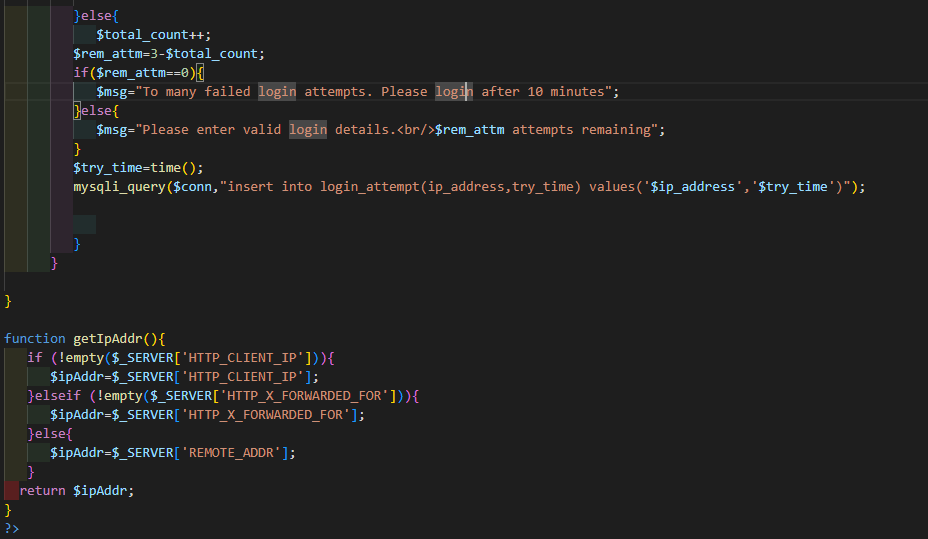 }else{
$total_count++;
$rem_attm=3-$total_count;
if($rem_attm==0){
$msg="To many failed login attempts. Please login after 10 minutes";
}else{
$msg="Please enter valid login details.<br/>$rem_attm attempts remaining";
}
$try_time=time();
mysqli_query($conn,"insert into login_attempt(ip_address,try_time) values('$ip_address','$try_time')");
}
}
}
function getIpAddr(){
if (!empty($_SERVER['HTTP_CLIENT_IP'])){
$ipAddr=$_SERVER['HTTP_CLIENT_IP'];
}elseif (!empty($_SERVER['HTTP_X_FORWARDED_FOR'])){
$ipAddr=$_SERVER['HTTP_X_FORWARDED_FOR'];
}else{
$ipAddr=$_SERVER['REMOTE_ADDR'];
}
return $ipAddr;
}
?>